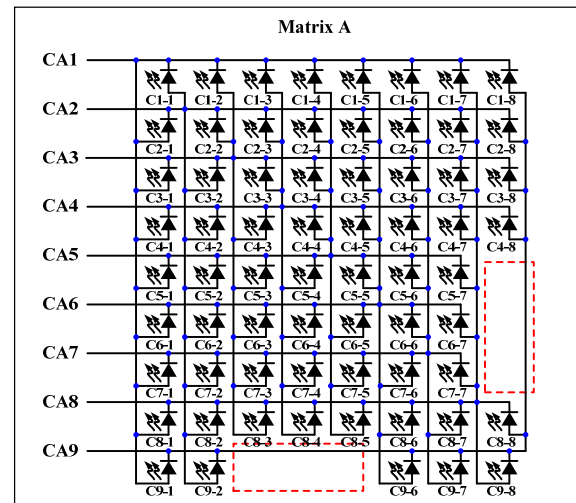 Matrix A
CA1
C1-1 C1-2 C1-3 C1-4 C1-5 C1-6 C1-7 C1-8
CA2
C2-1 C2-2 C2-3 C2-4 C2-5 C2-6 C2-7 C2-8
CA3
C3-1 C3-2 C3-3 C3-4 C3-5 C3-6 C3-7 C3-8
CA4
C4-1 C4-2 C4-3 C4-4 C4-5 C4-6 C4-7 C4-8
CA5
C5-1 C5-2 C5-3 C5-4 C5-5 C5-6 C5-7
CA6
C6-1 C6-2 C6-3 C6-4 C6-5 C6-6 C6-7
CA7
C7-1 C7-2 C7-3 C7-4 C7-5 C7-6 C7-7
CA8
C8-1 C8-2 C8-3 C8-4 C8-5 C8-6 C8-7 C8-8
CA9
C9-1 C9-2 C9-6 C9-7 C9-8